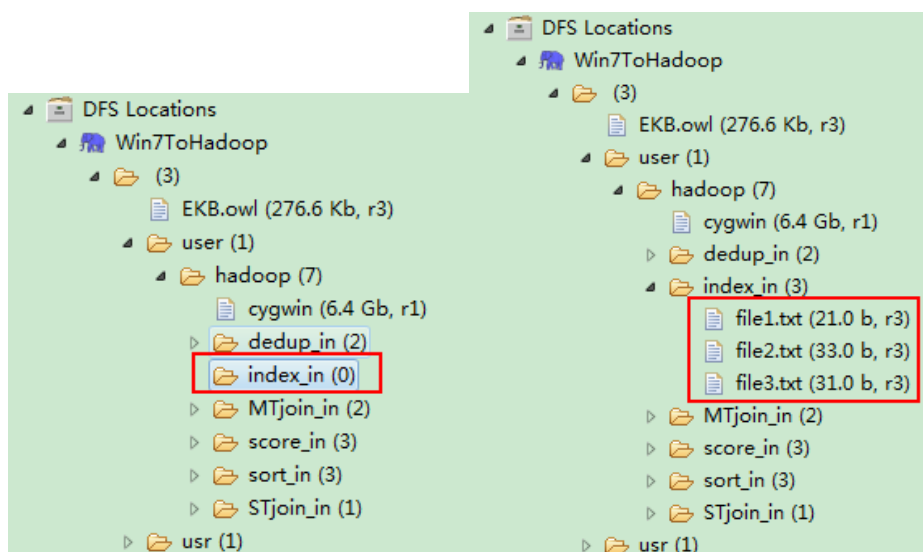 DFS Locations
Win7ToHadoop
(3)
EKB.owl (276.6 Kb, r3)
user (1)
hadoop (7)
cygwin (6.4 Gb, r1)
dedup_in (2)
index_in (0)
MTjoin_in (2)
score_in (3)
sort_in (3)
STjoin_in (1)
usr (1)
DFS Locations
Win7ToHadoop
(3)
EKB.owl (276.6 Kb, r3)
user (1)
hadoop (7)
cygwin (6.4 Gb, r1)
dedup_in (2)
index_in (3)
file1.txt (21.0 b, r3)
file2.txt (33.0 b, r3)
file3.txt (31.0 b, r3)
MTjoin_in (2)
score_in (3)
sort_in (3)
STjoin_in (1)
usr (1)